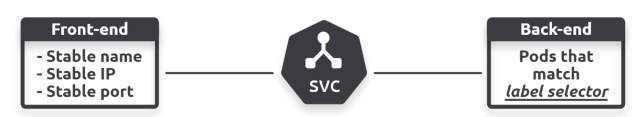 Front-end
- Stable name
- Stable IP
- Stable port
SVC
Back-end
Pods that
match
label selector